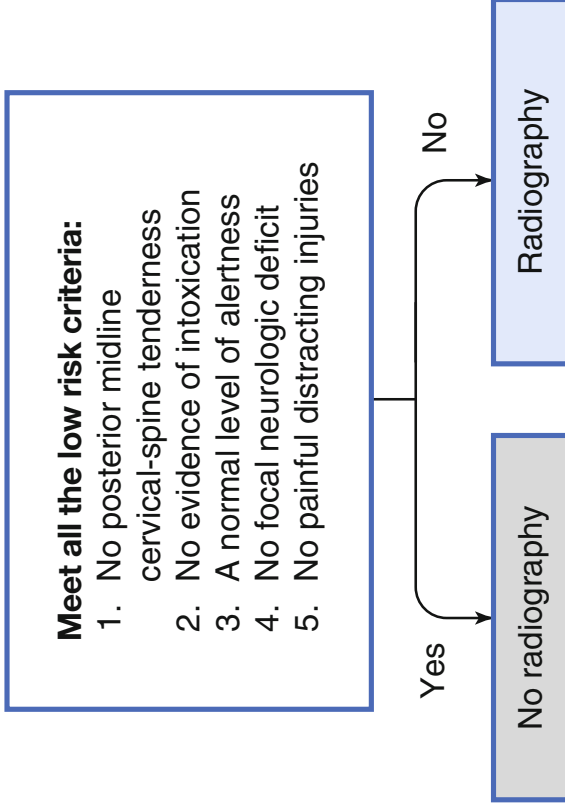 Meet all the low risk criteria:
1. No posterior midline
cervical-spine tenderness
2. No evidence of intoxication
3. A normal level of alertness
4. No focal neurologic deficit
5. No painful distracting injuries
Yes
No
No radiography
Radiography